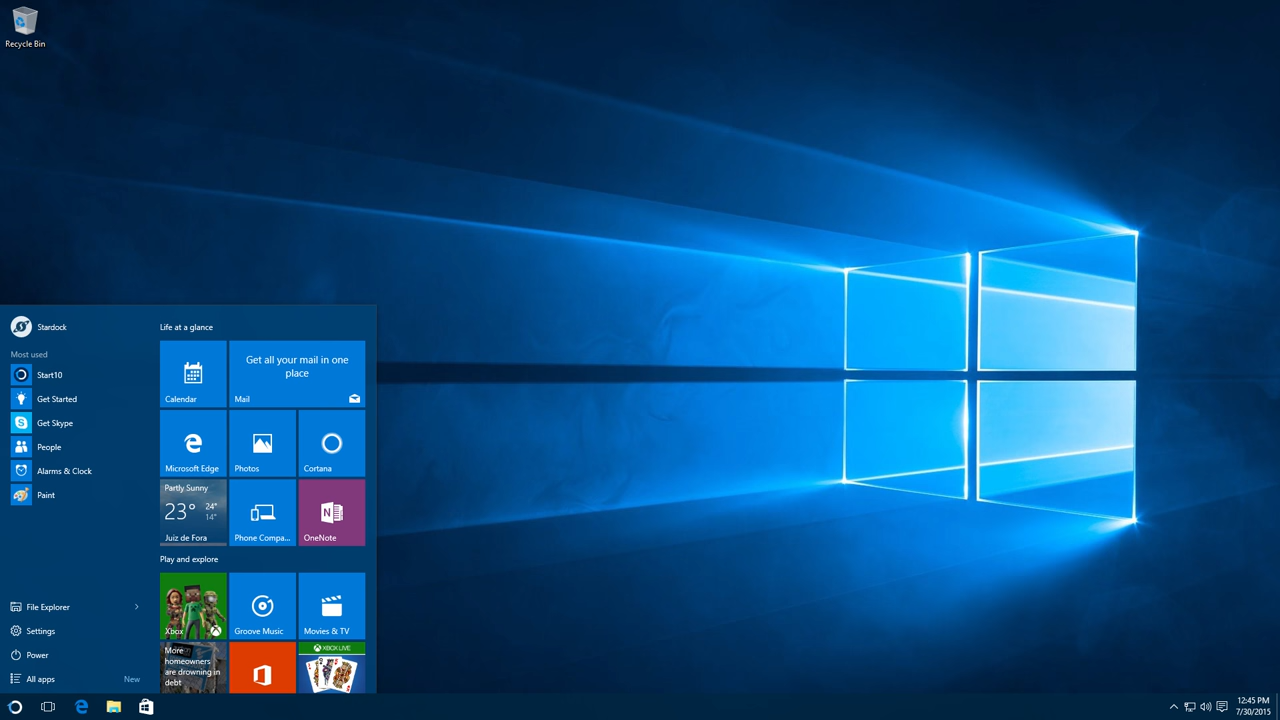 Recycle Bin
Stardock
Most used
Start10
Get Started
Get Skype
People
Alarms & Clock
Paint
File Explorer
Settings
Power
All apps New
Life at a glance
Calendar
Get all your mail in one
place
Mail
Microsoft Edge
Photos
Cortana
Partly Sunny
23° 24°
14°
Juiz de Fora
Phone Compa...
N
OneNote
Play and explore
Xbox
Groove Music
Movies & TV
More
homeowners
are drowning in
debt
XBOX LIVE
12:45 PM
7/30/2015